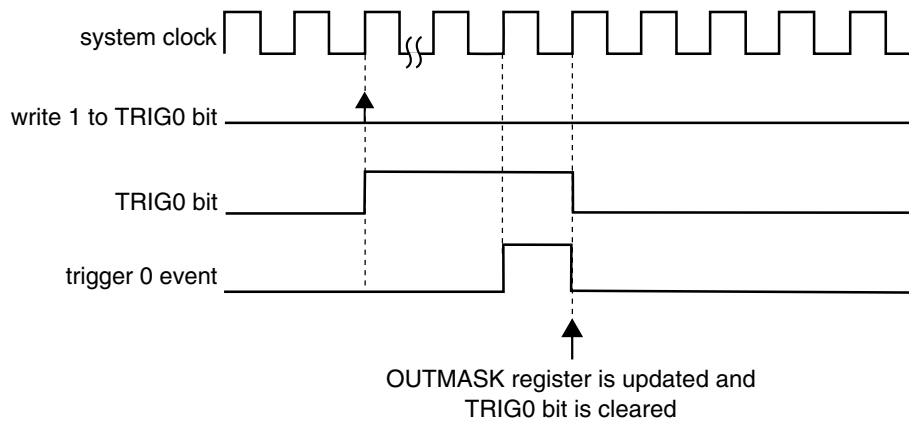 system clock
write 1 to TRIG0 bit
TRIG0 bit
trigger 0 event
OUTMASK register is updated and
TRIG0 bit is cleared